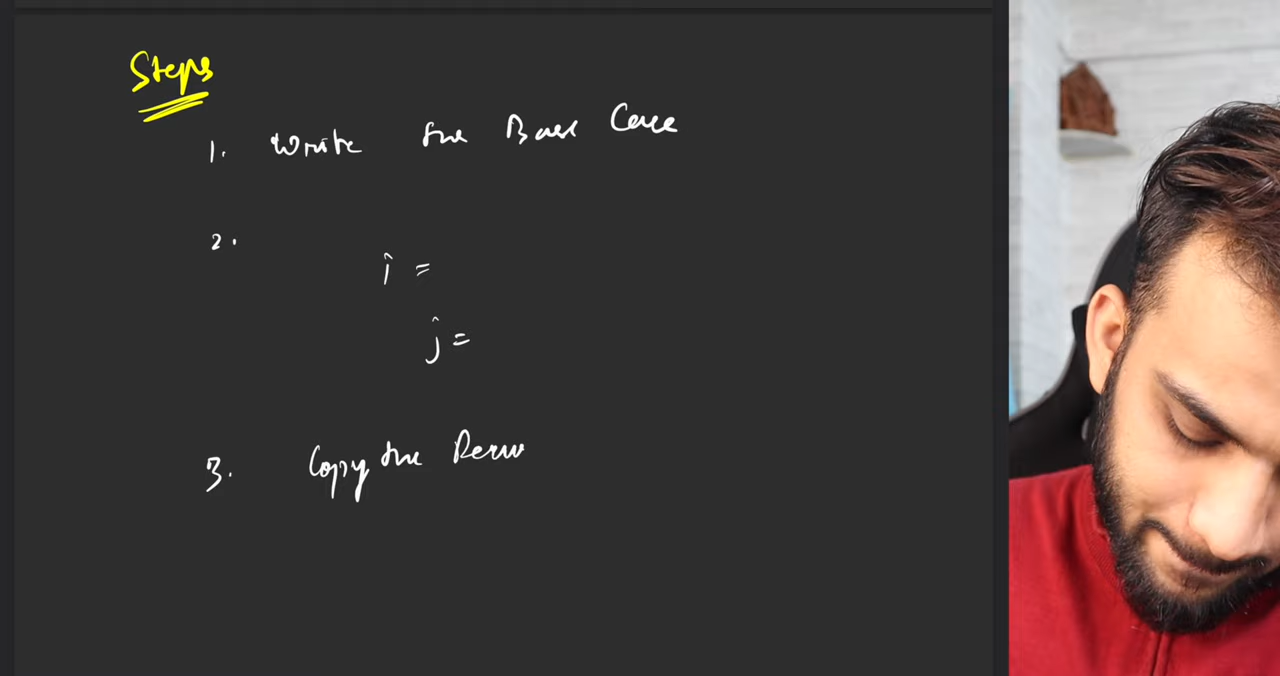 Steps
1. Write the Base Case
2.
i =
j =
3. Copy the Recu